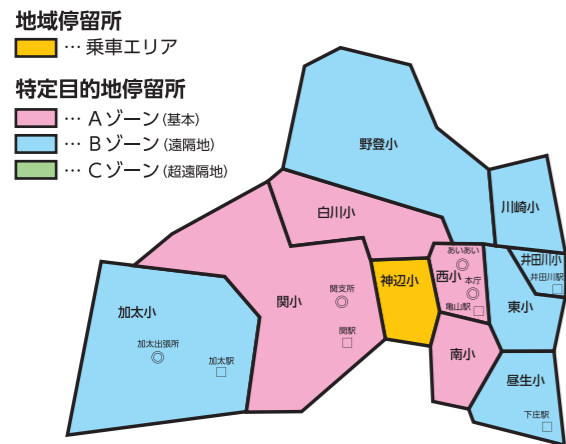 地域停留所
… 乗車エリア
特定目的地停留所
… Aゾーン(基本)
… Bゾーン(遠隔地)
… Cゾーン(超遠隔地)
野登小
川崎小
白川小
井田川小
井田川駅
あいあい
西小
本庁
亀山駅
神辺小
東小
関小
関支所
関駅
加太小
加太出張所
加太駅
南小
昼生小
下庄駅